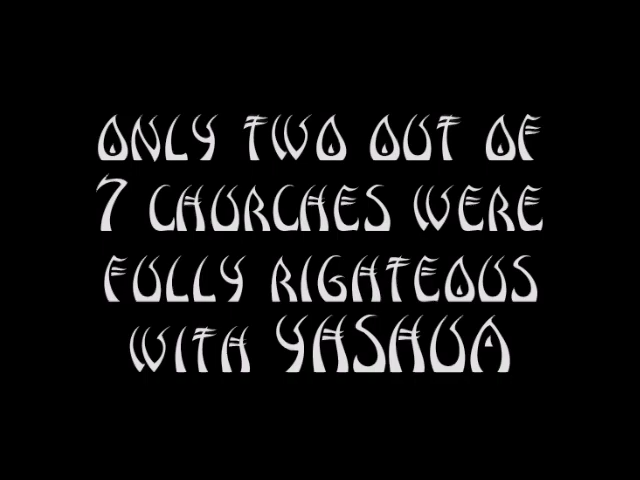 ONLY TWO OUT OF
7 CHURCHES WERE
FULLY RIGHTEOUS
WITH YASHUA